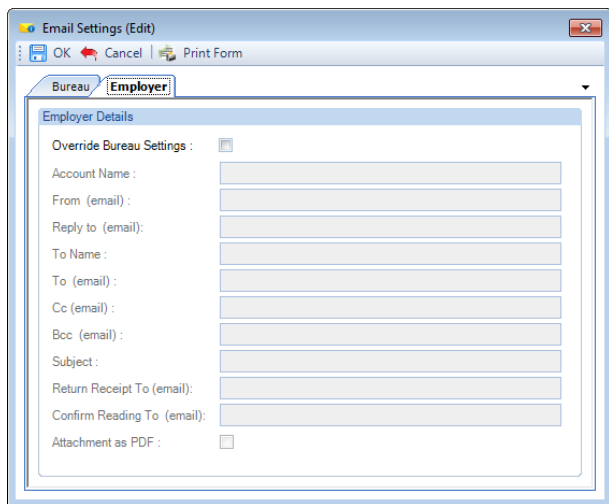 Email Settings (Edit)
OK Cancel Print Form
Bureau Employer
Employer Details
Override Bureau Settings :
Account Name :
From (email) :
Reply to (email):
To Name :
To (email) :
Cc (email) :
Bcc (email) :
Subject :
Return Receipt To (email):
Confirm Reading To (email):
Attachment as PDF :